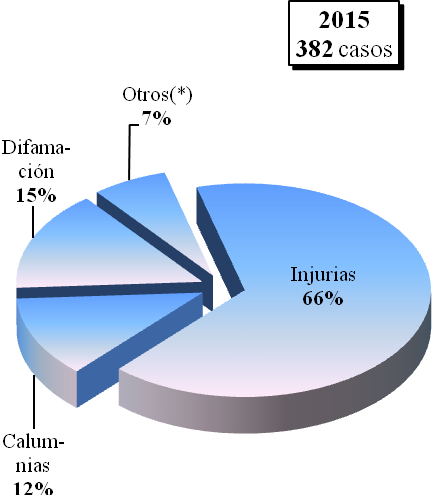 2015
382 casos
Otros(*)
7%
Difama-
ción
15%
Injurias
66%
Calum-
nias
12%